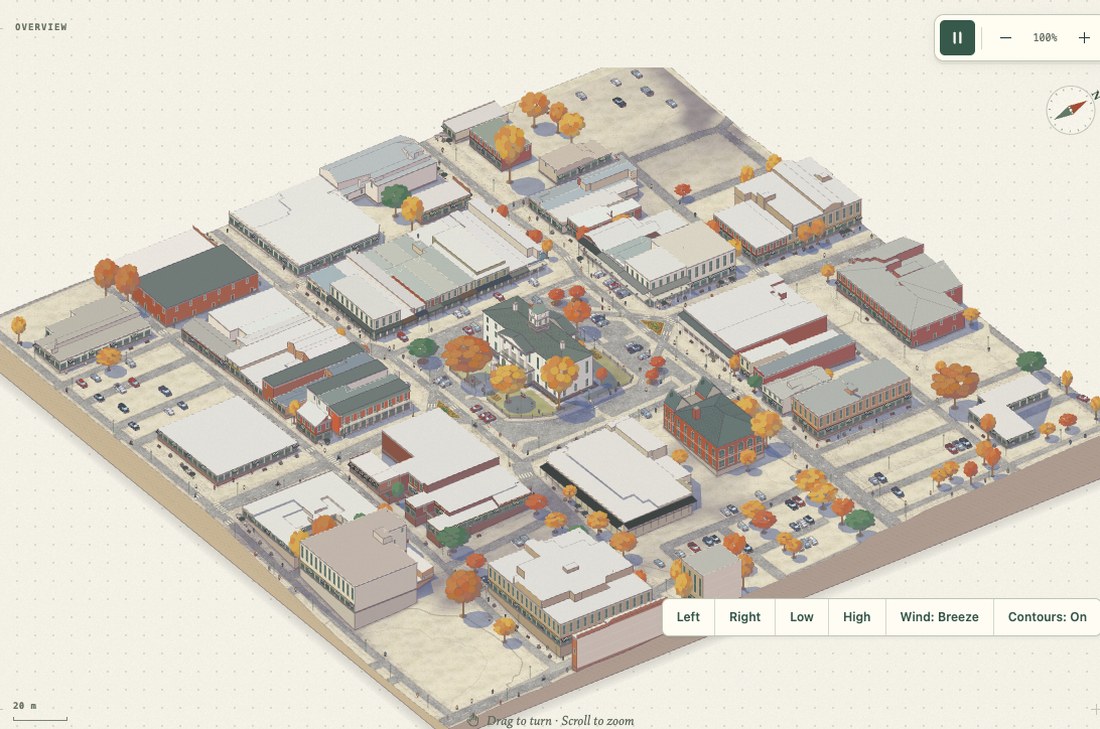 OVERVIEW
100%
N
Left Right Low High Wind: Breeze Contours: On
20 m
Drag to turn · Scroll to zoom